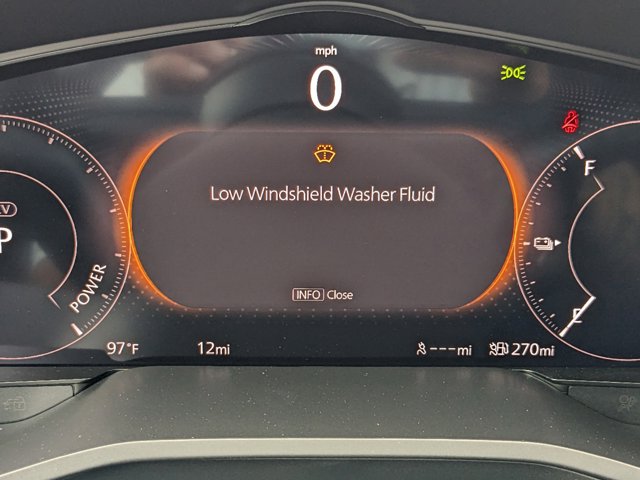 mph
0
Low Windshield Washer Fluid
INFO Close
P
POWER
F
E
97°F
12mi
---mi
270mi